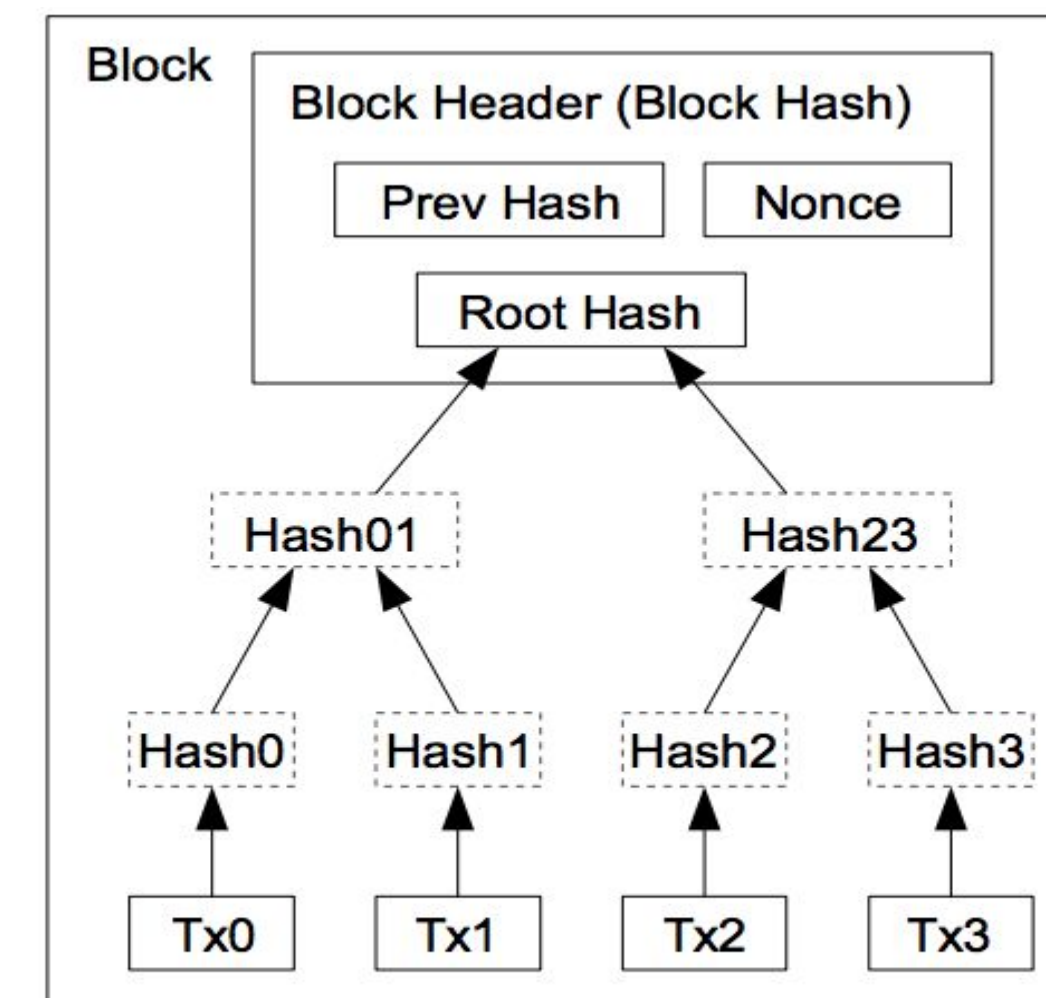 Block
Block Header (Block Hash)
Prev Hash Nonce
Root Hash
Hash01 Hash23
Hash0 Hash1 Hash2 Hash3
Tx0 Tx1 Tx2 Tx3